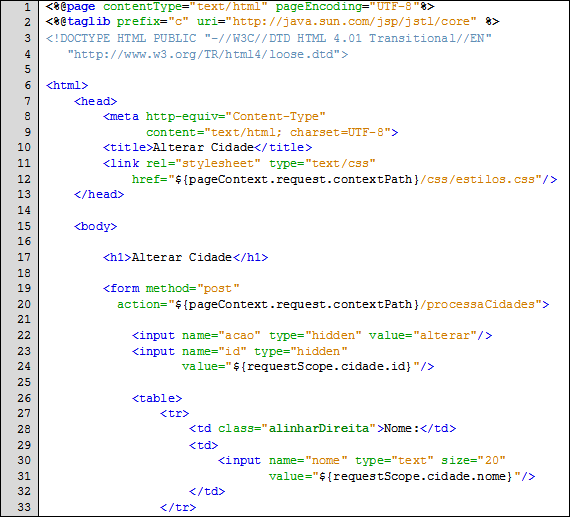 1 <%@page contentType="text/html" pageEncoding="UTF-8"%>
2 <%@taglib prefix="c" uri="http://java.sun.com/jsp/jstl/core" %>
3 <!DOCTYPE HTML PUBLIC "-//W3C//DTD HTML 4.01 Transitional//EN"
4 "http://www.w3.org/TR/html4/loose.dtd">
5
6 <html>
7 <head>
8 <meta http-equiv="Content-Type"
9 content="text/html; charset=UTF-8">
10 <title>Alterar Cidade</title>
11 <link rel="stylesheet" type="text/css"
12 href="${pageContext.request.contextPath}/css/estilos.css"/>
13 </head>
14
15 <body>
16
17 <h1>Alterar Cidade</h1>
18
19 <form method="post"
20 action="${pageContext.request.contextPath}/processaCidades">
21
22 <input name="acao" type="hidden" value="alterar"/>
23 <input name="id" type="hidden"
24 value="${requestScope.cidade.id}"/>
25
26 <table>
27 <tr>
28 <td class="alinharDireita">Nome:</td>
29 <td>
30 <input name="nome" type="text" size="20"
31 value="${requestScope.cidade.nome}"/>
32 </td>
33 </tr>